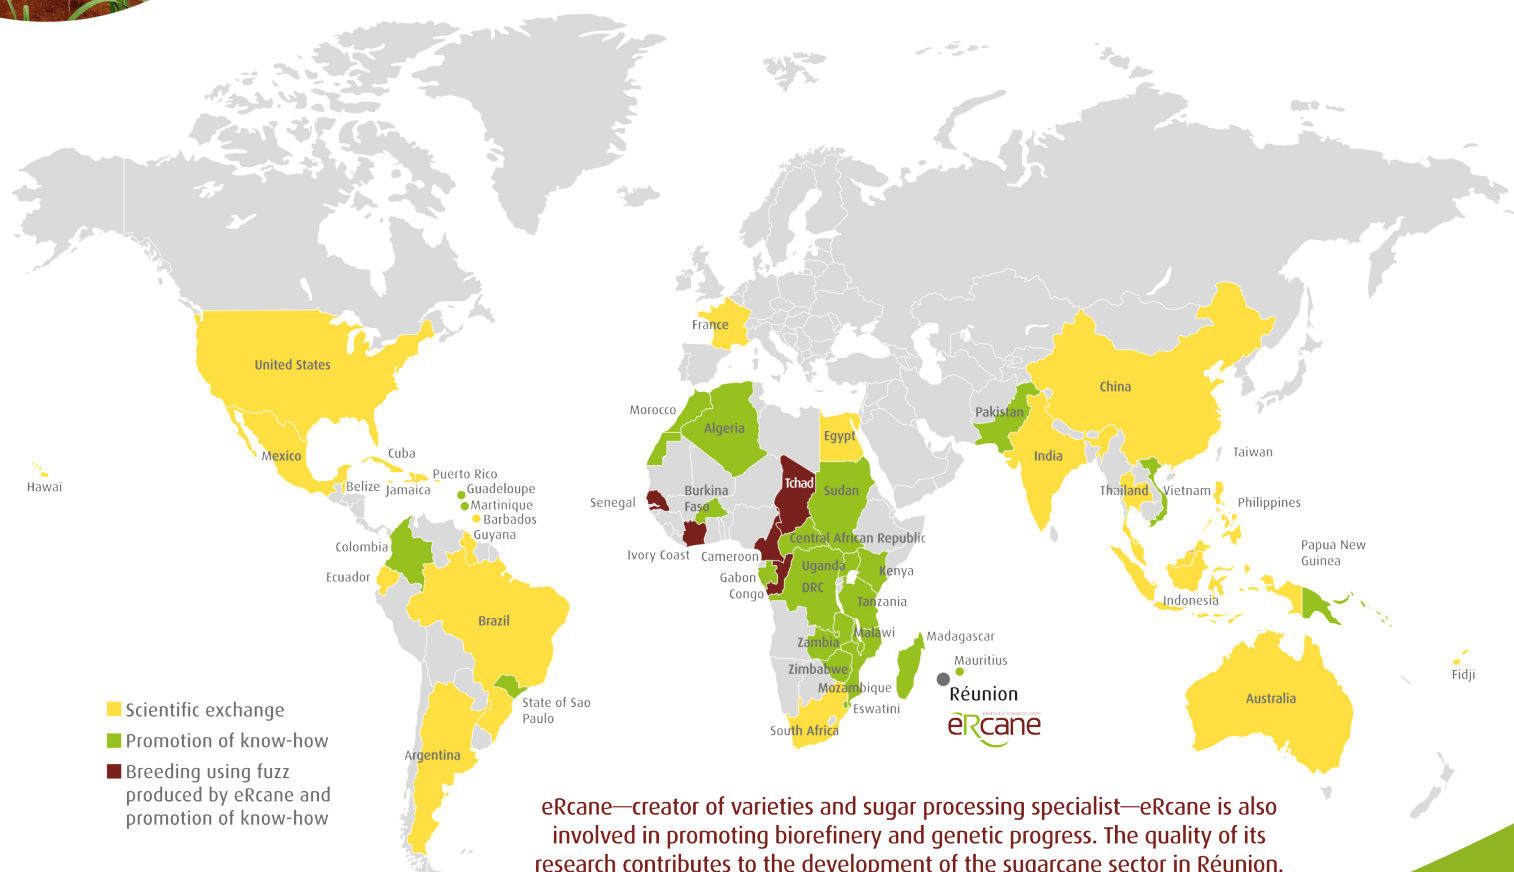 France
United States
China
Morocco
Pakistan
Algeria
Egypt
Mexico
Cuba
India
Taiwan
Hawaï
Puerto Rico
Belize
Jamaica
Guadeloupe
Martinique
Barbados
Guyana
Senegal
Burkina
Faso
Tchad
Sudan
Thailand
Vietnam
Philippines
Colombia
Ecuador
Ivory Coast
Cameroon
Central African Republic
Gabon
Congo
Uganda
DRC
Kenya
Tanzania
Papua New
Guinea
Indonesia
Brazil
Zambia
Malawi
Madagascar
Zimbabwe
Mauritius
Mozambique
Réunion
Eswatini
Fidji
South Africa
eRcane
Australia
State of Sao
Paulo
Argentina
Scientific exchange
Promotion of know-how
Breeding using fuzz
produced by eRcane and
promotion of know-how
eRcane—creator of varieties and sugar processing specialist—eRcane is also
involved in promoting biorefinery and genetic progress. The quality of its
research contributes to the development of the sugarcane sector in Réunion.